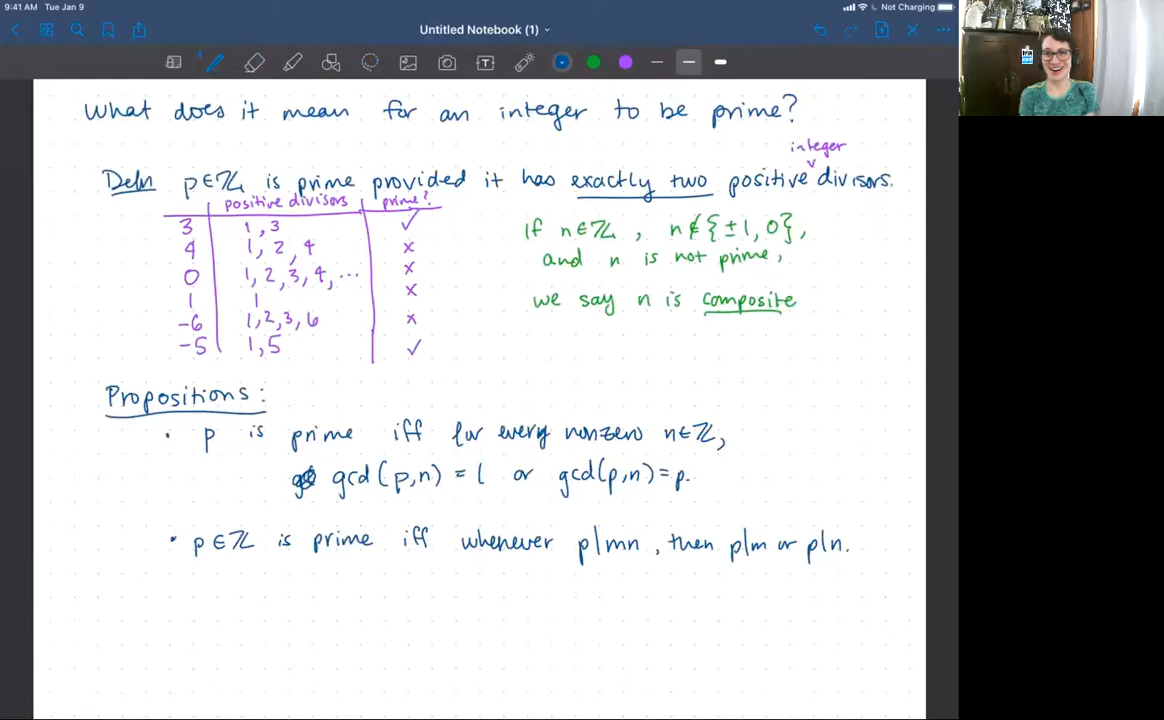 9:41 AM Tue Jan 9
Not Charging
Untitled Notebook (1)
What does it mean for an integer to be prime?
integer
Defn p∈ℤ is prime provided it has exactly two positive divisors.
positive divisors prime?
3 1, 3 ✓
4 1, 2, 4 ×
0 1, 2, 3, 4, ... ×
1 1 ×
-6 1, 2, 3, 6 ×
-5 1, 5 ✓
If n∈ℤ, n∉{±1, 0},
and n is not prime,
we say n is composite
Propositions:
· p is prime iff for every nonzero n∈ℤ,
gcd(p,n) = 1 or gcd(p,n)=p.
· p∈ℤ is prime iff whenever p|mn, then p|m or p|n.